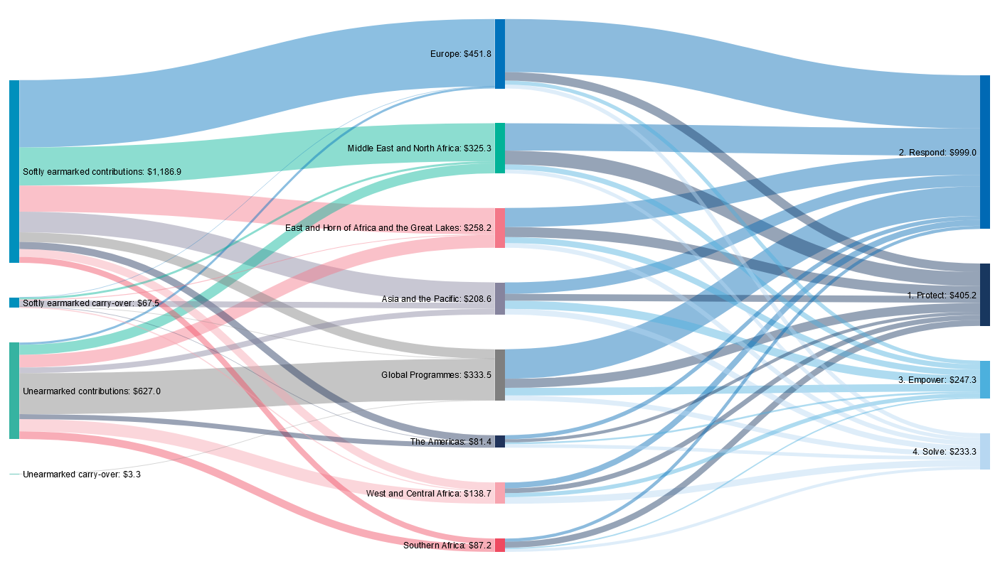 Softly earmarked contributions: $1,186.9
Softly earmarked carry-over: $67.5
Unearmarked contributions: $627.0
Unearmarked carry-over: $3.3
Europe: $451.8
Middle East and North Africa: $325.3
East and Horn of Africa and the Great Lakes: $258.2
Asia and the Pacific: $208.6
Global Programmes: $333.5
The Americas: $81.4
West and Central Africa: $138.7
Southern Africa: $87.2
2. Respond: $999.0
1. Protect: $405.2
3. Empower: $247.3
4. Solve: $233.3